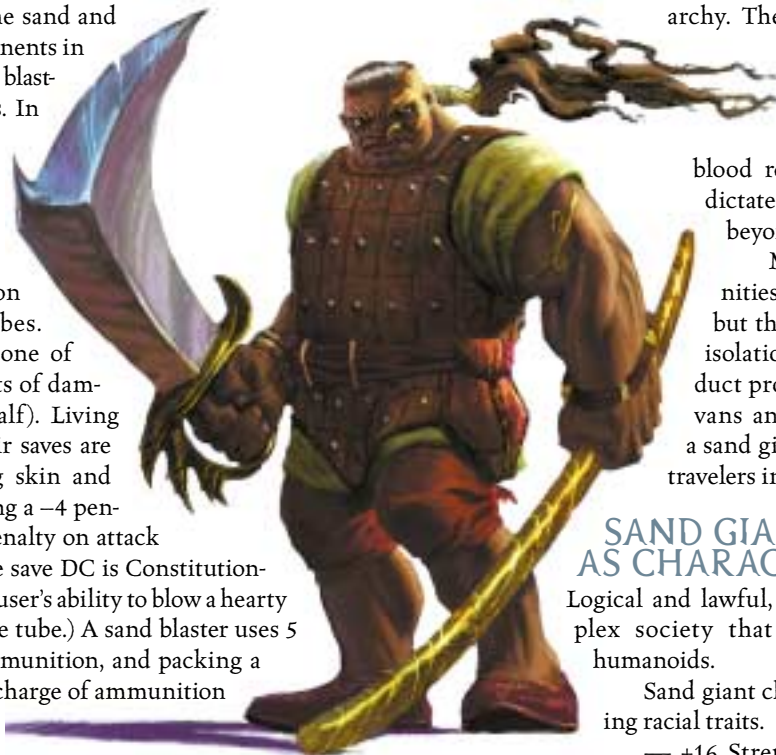 ne sand and
nents in
blast-
s. In
on
bes.
one of
ts of dam-
alf). Living
ir saves are
g skin and
ng a –4 pen-
enalty on attack
e save DC is Constitution-
user's ability to blow a hearty
e tube.) A sand blaster uses 5
munition, and packing a
charge of ammunition
archy. The
blood re
dictate
beyo
M
nities
but th
isolatio
duct pro
vans an
a sand gi
travelers in
SAND GIA
AS CHARAC
Logical and lawful,
plex society that
humanoids.
Sand giant ch
ing racial traits.
— +16 Stren